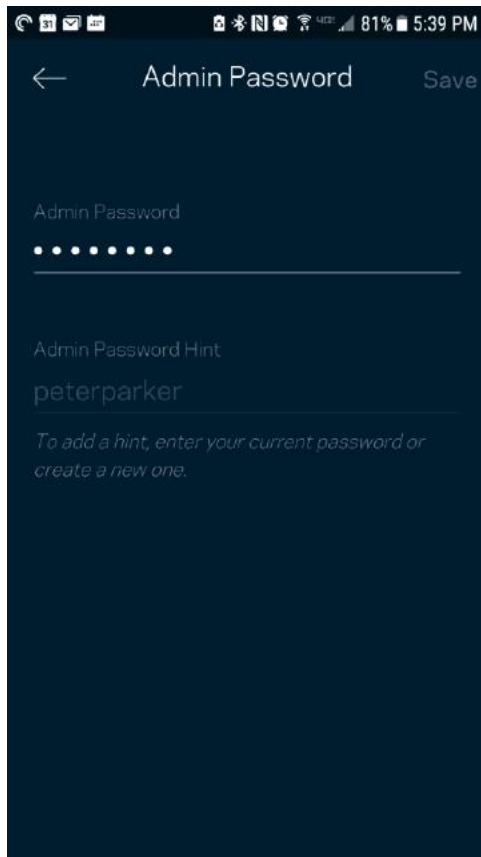 31 81% 5:39 PM
Admin Password Save
Admin Password
••••••••
Admin Password Hint
peterparker
To add a hint, enter your current password or
create a new one.